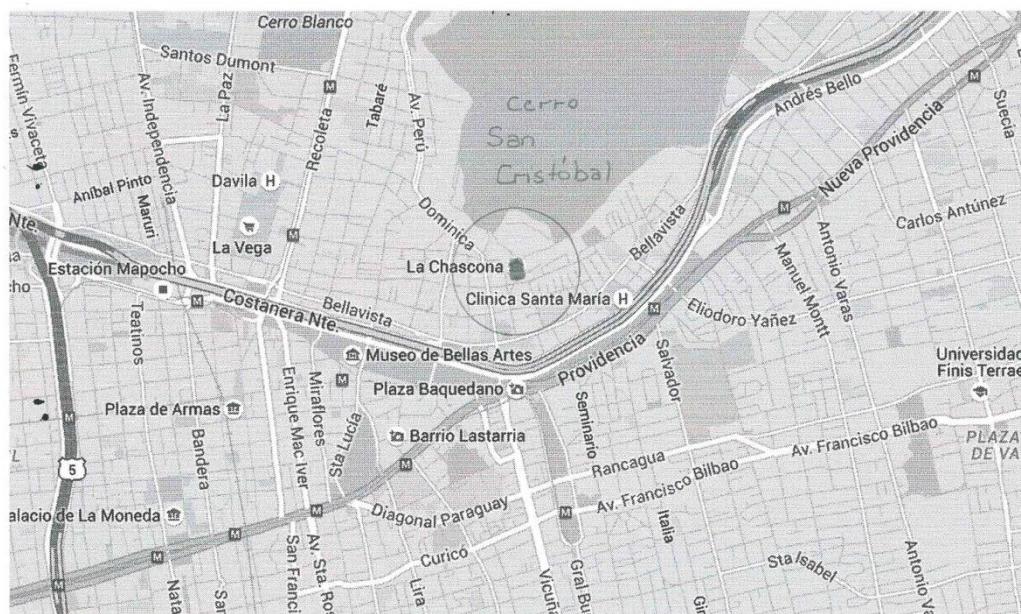 Cerro Blanco
Santos Dumont
Fermín Vivaceta
Av. Independencia
La Paz
Recoleta
Tabaré
Av. Perú
Cerro
San
Cristóbal
Andrés Bello
Suecia
Nueva Providencia
Aníbal Pinto
Maruri
Davila H
La Vega
Dominica
Bellavista
Carlos Antúnez
Nte.
La Chascona
Manuel Montt
Antonio Varas
Estación Mapocho
Clinica Santa María H
Eliodoro Yañez
Costanera Nte.
Bellavista
Teatinos
Museo de Bellas Artes
Providencia
Salvador
Universidad
Finis Terrae
Plaza Baquedano
Miraflores
Enrique Mac Iver
Plaza de Armas
Bandera
Sta Lucía
Barrio Lastarria
Seminario
Rancagua
Av. Francisco Bilbao
PLAZA
DE VA
5
Av. Francisco Bilbao
alacio de La Moneda
Diagonal Paraguay
Italia
Curicó
Sta Isabel
San Franci
Av. Sta. Ro
Lira
Vicuña
Gral Bu
Antonio Va
Nata
San
Gir